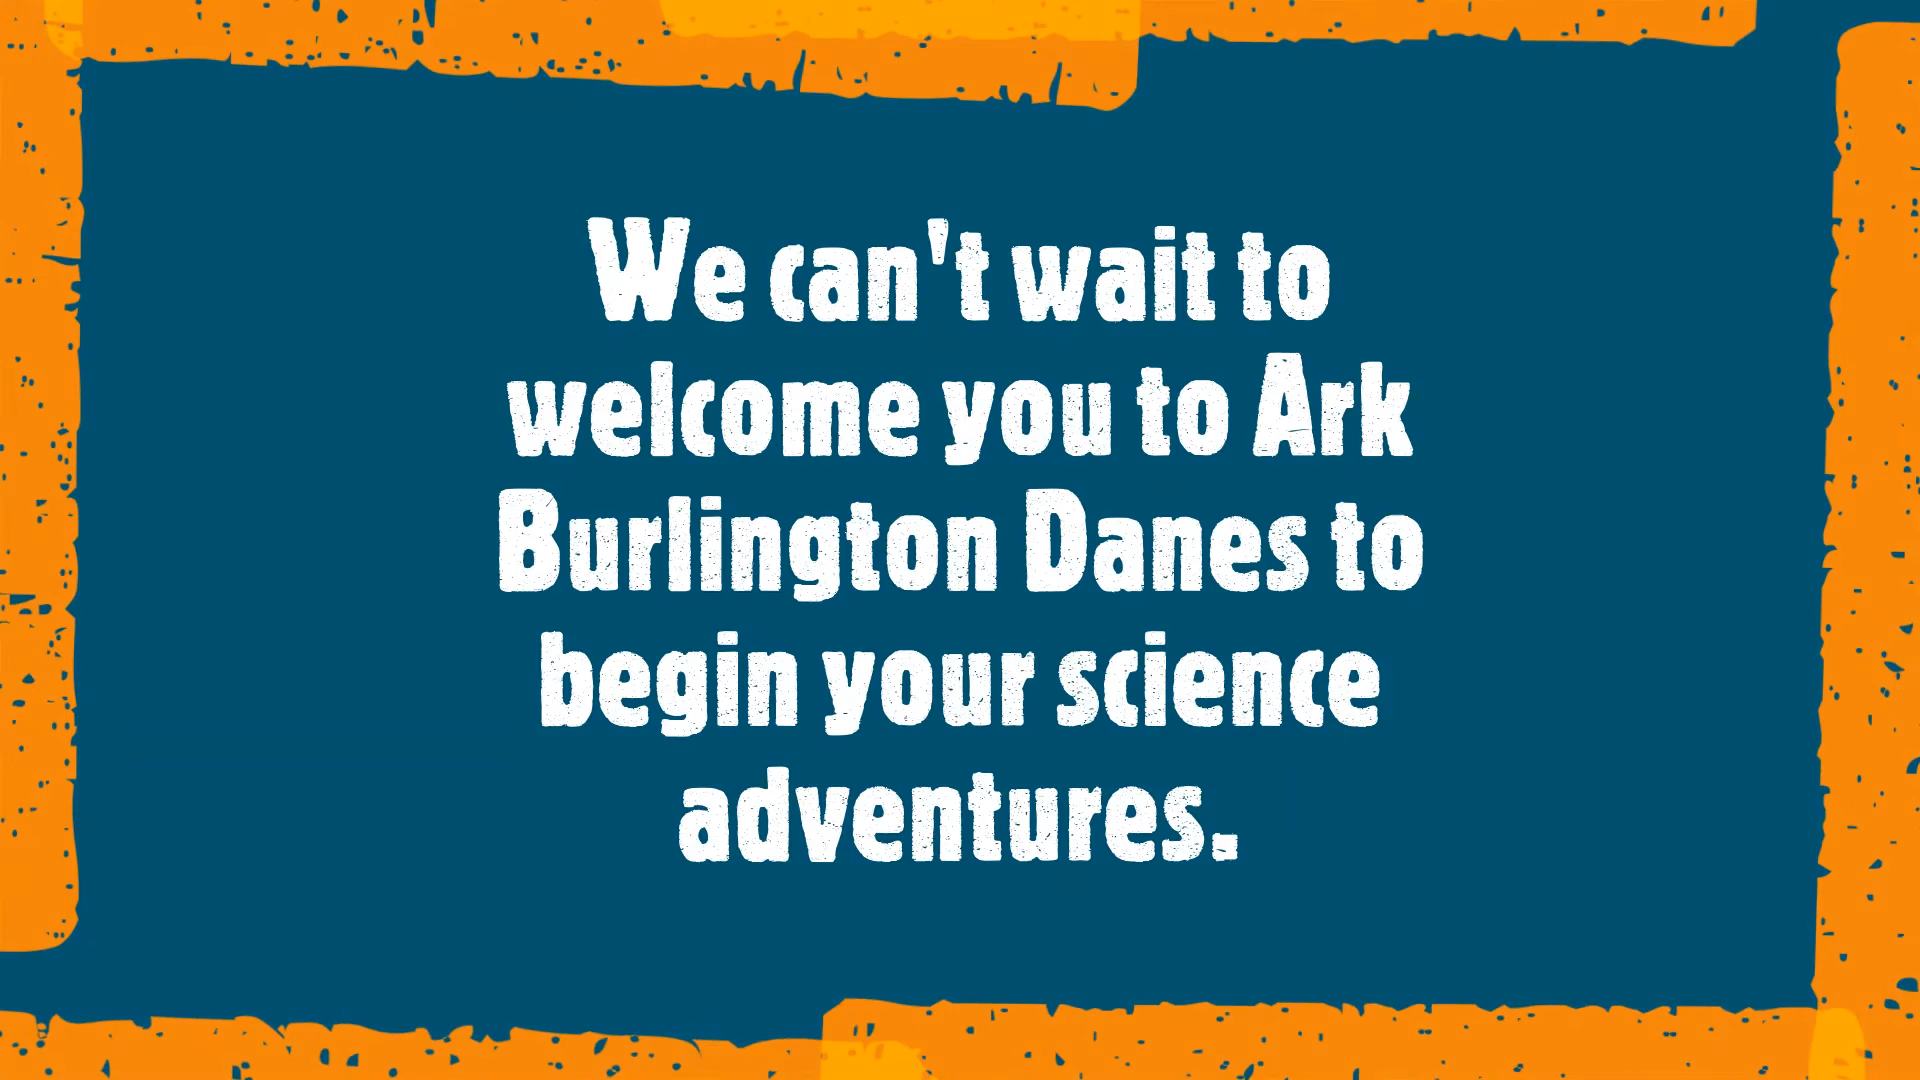 We can't wait to
welcome you to Ark
Burlington Danes to
begin your science
adventures.